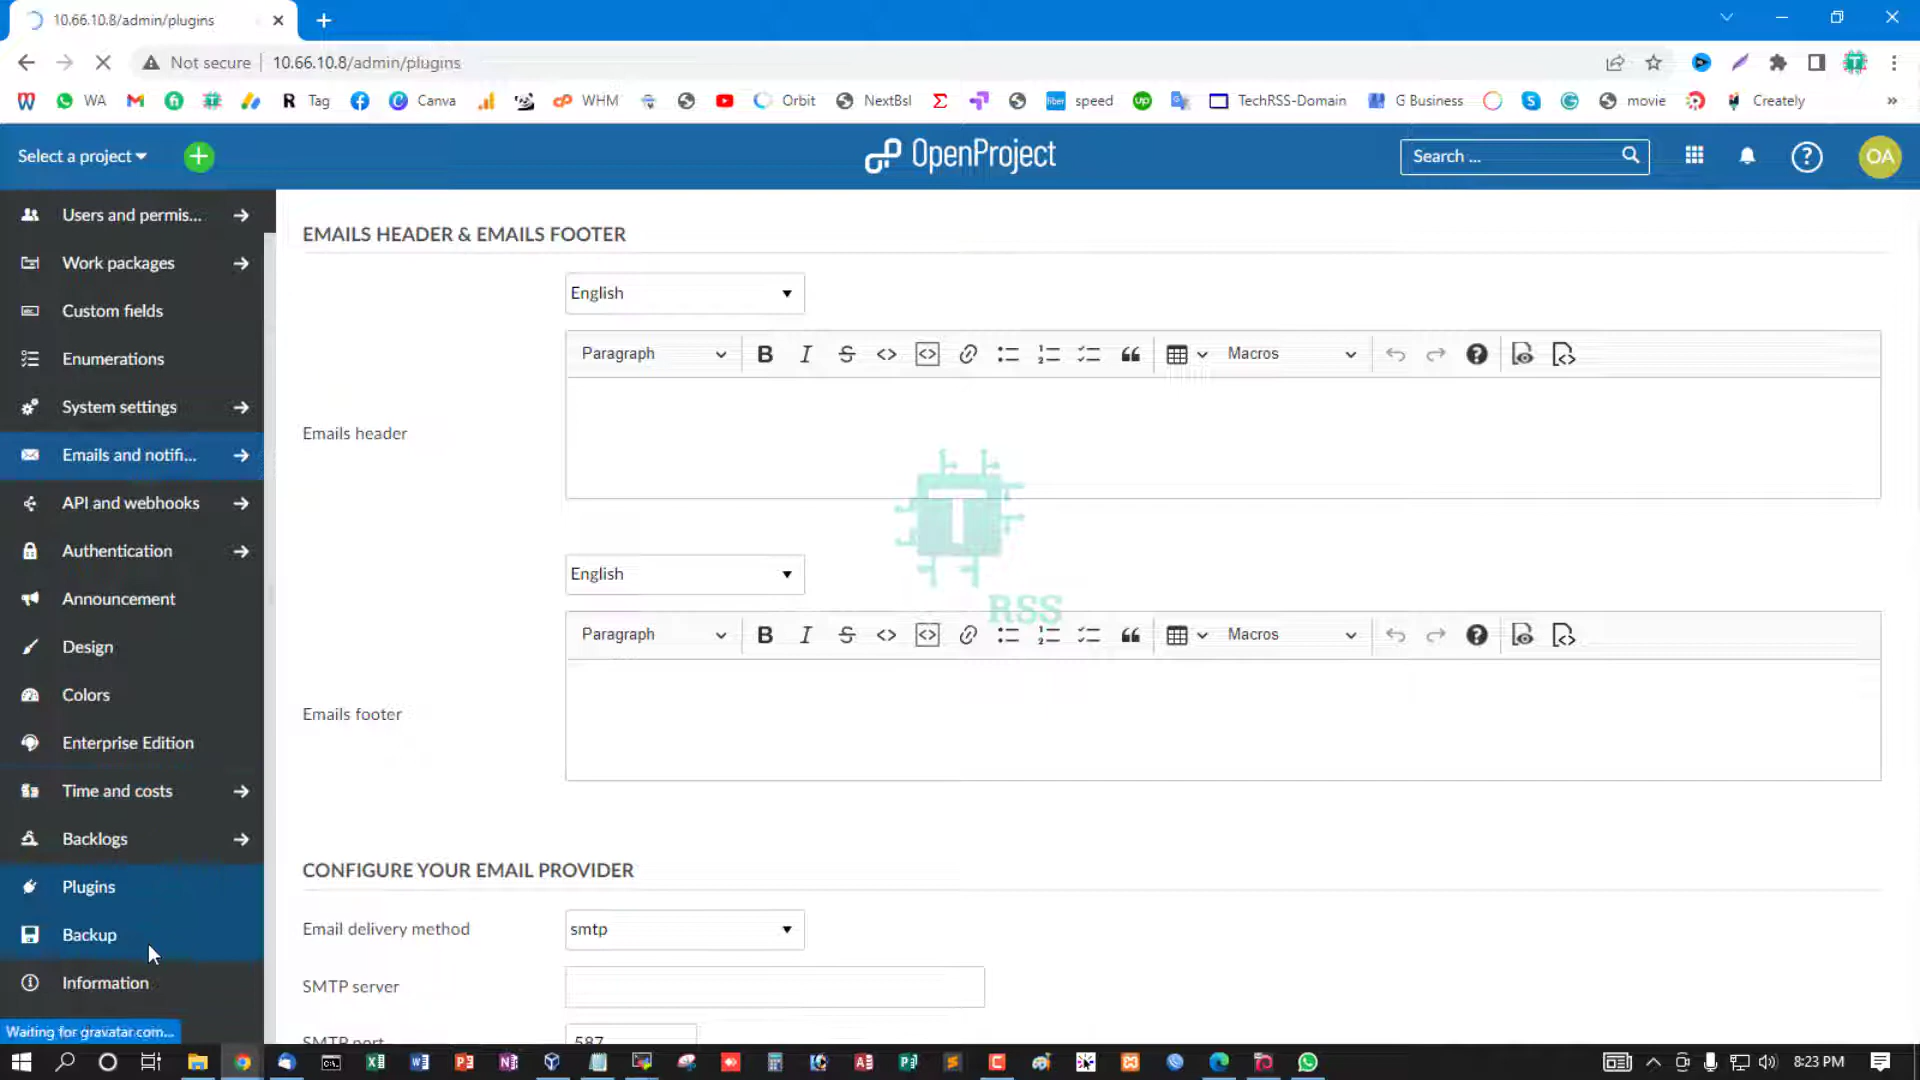 10.66.10.8/admin/plugins
Not secure
10.66.10.8/admin/plugins
WA
Tag
Canva
WHM
Orbit
NextBsl
speed
TechRSS-Domain
G Business
movie
Creately
»
Select a project
OpenProject
Search ...
OA
Users and permis...
Work packages
Custom fields
Enumerations
System settings
Emails and notifi...
API and webhooks
Authentication
Announcement
Design
Colors
Enterprise Edition
Time and costs
Backlogs
Plugins
Backup
Information
Waiting for gravatar.com...
EMAILS HEADER & EMAILS FOOTER
English
Paragraph
Macros
Emails header
T
RSS
English
Paragraph
Macros
Emails footer
CONFIGURE YOUR EMAIL PROVIDER
Email delivery method
smtp
SMTP server
SMTP port
587
8:23 PM